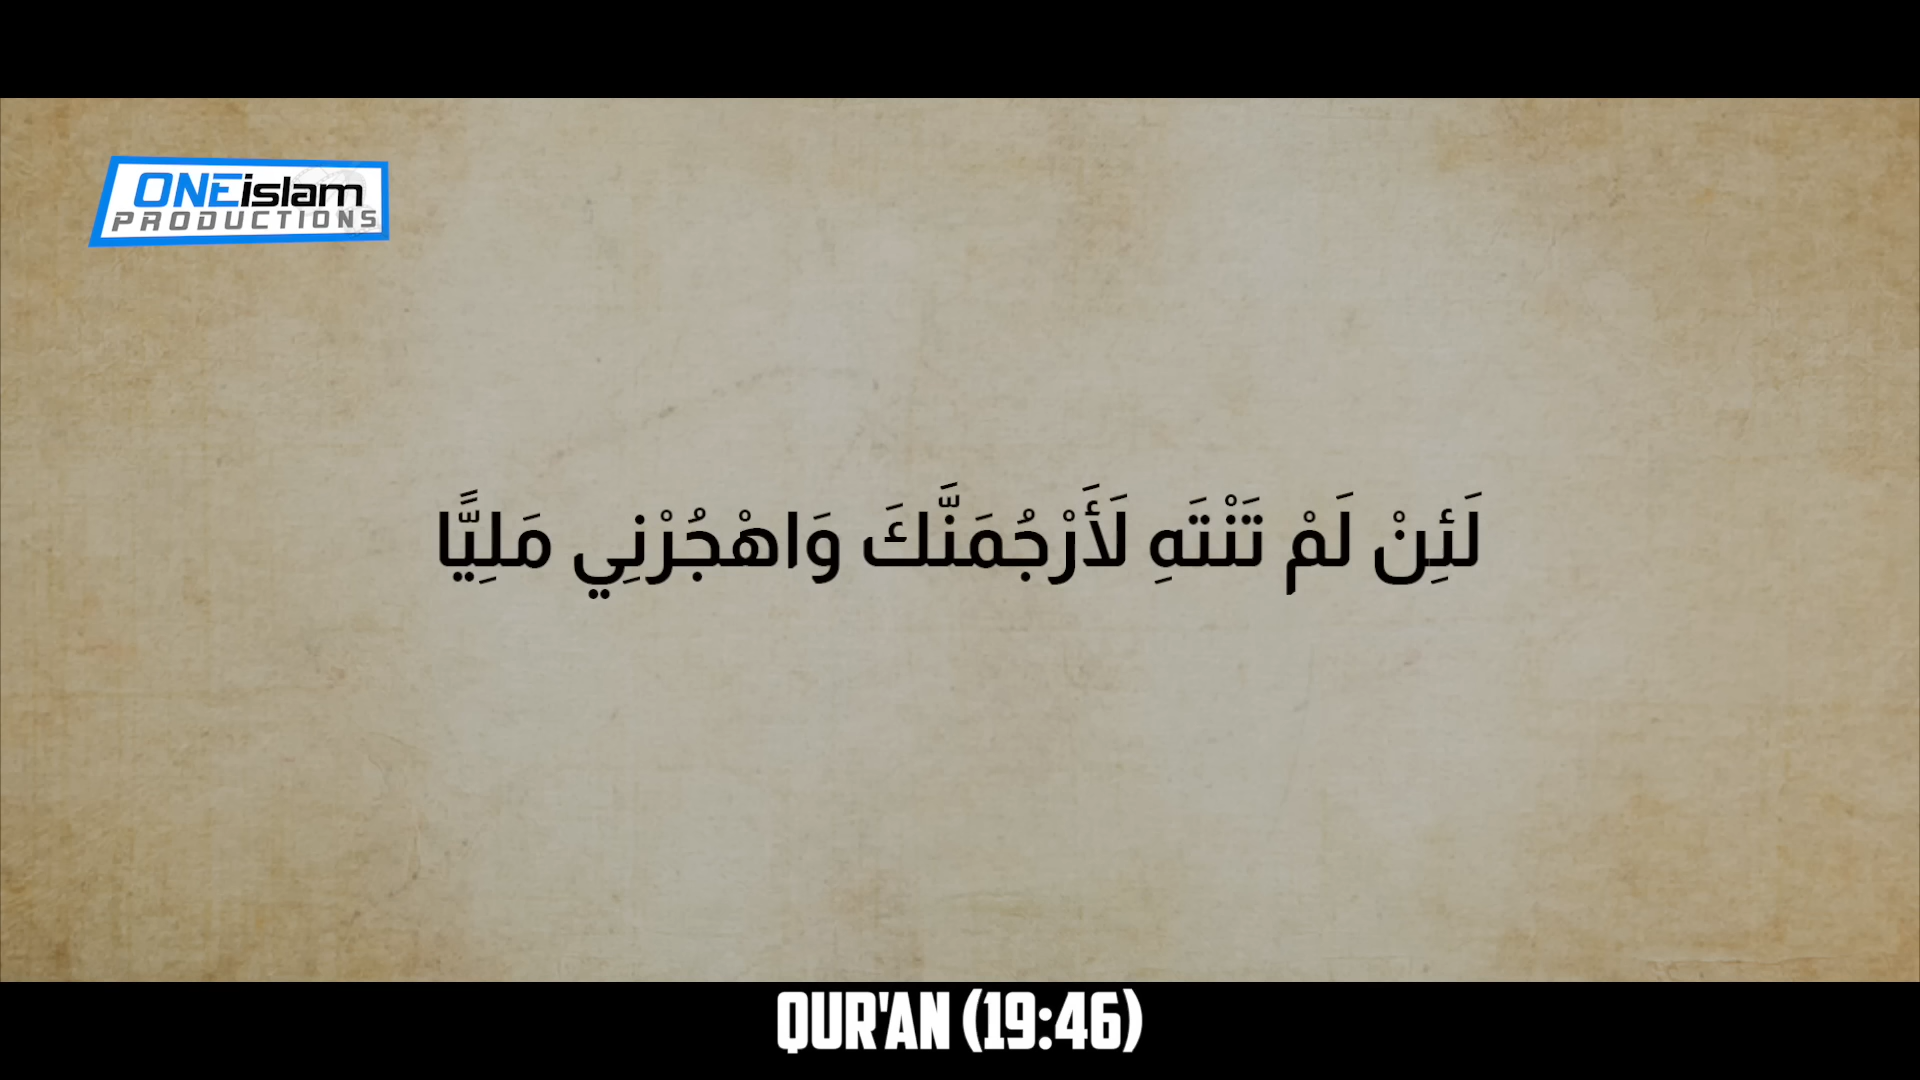 ONEislam
PRODUCTIONS
لَئِنْ لَمْ تَنْتَهِ لَأَرْجُمَنَّكَ وَاهْجُرْنِي مَلِيًّا
QUR'AN (19:46)